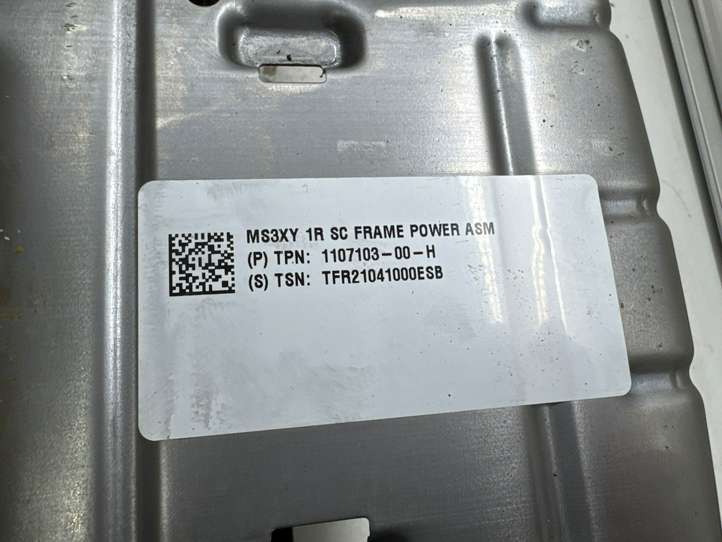 MS3XY 1R SC FRAME POWER ASM
(P) TPN: 1107103-00-H
(S) TSN: TFR21041000ESB